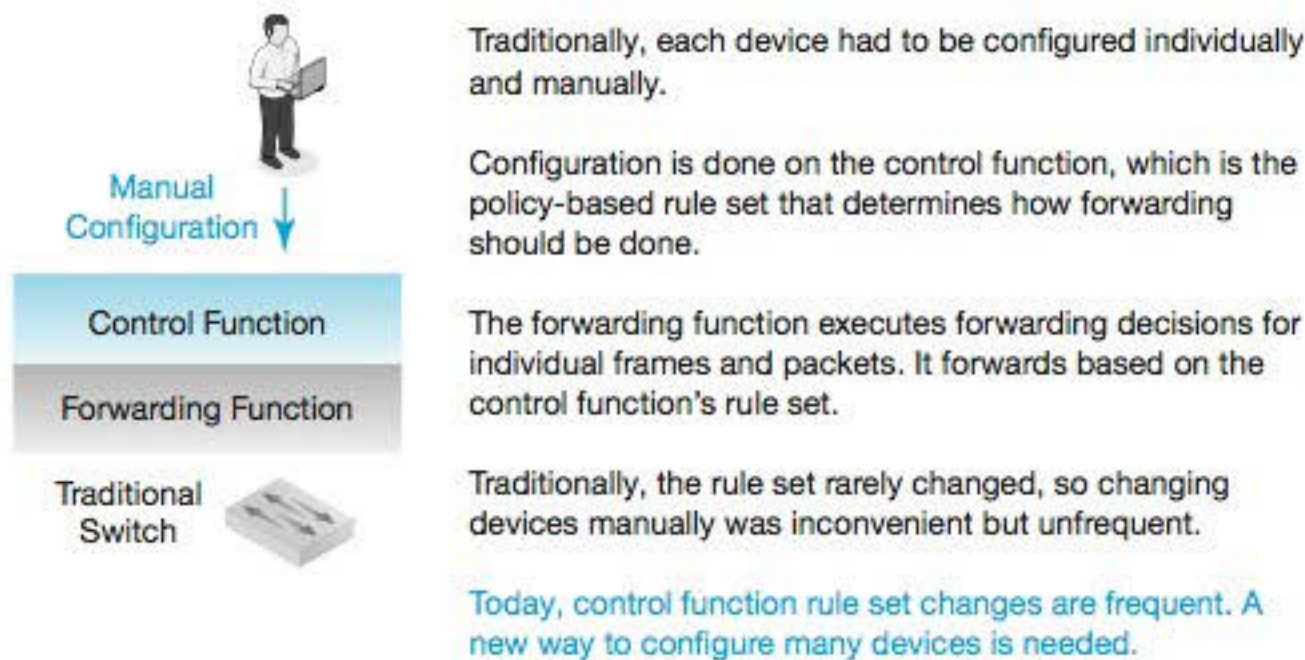 Traditionally, each device had to be configured individually
and manually.
Manual
Configuration
Configuration is done on the control function, which is the
policy-based rule set that determines how forwarding
should be done.
Control Function
The forwarding function executes forwarding decisions for
individual frames and packets. It forwards based on the
control function's rule set.
Forwarding Function
Traditional
Switch
Traditionally, the rule set rarely changed, so changing
devices manually was inconvenient but unfrequent.
Today, control function rule set changes are frequent. A
new way to configure many devices is needed.